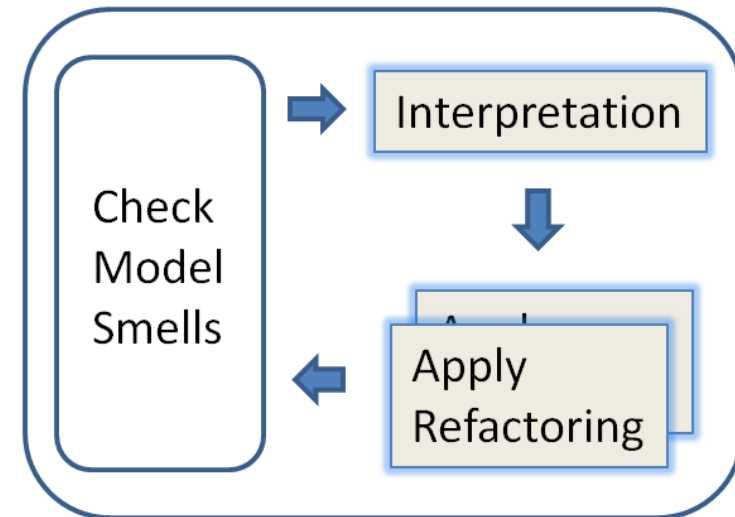 Check
Model
Smells
Interpretation
Apply
Refactoring